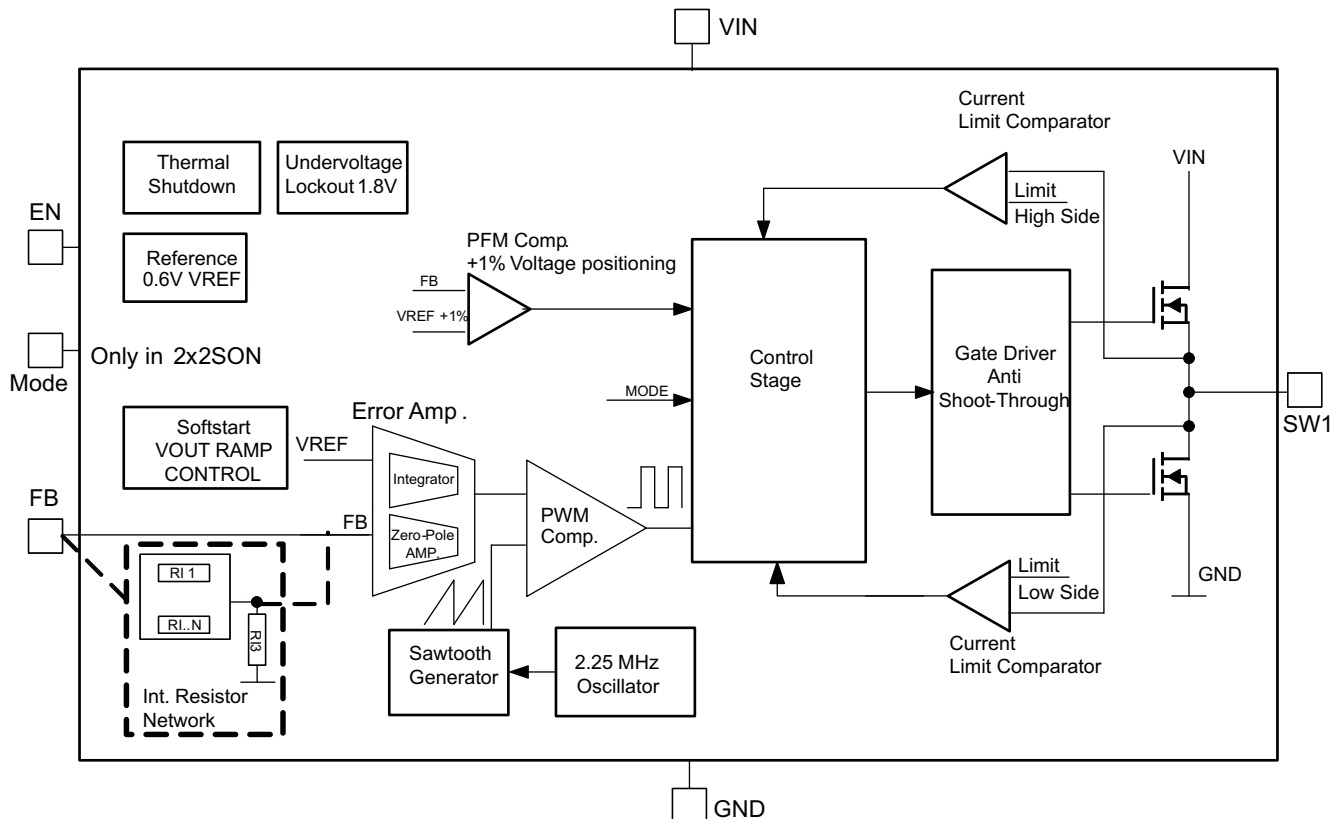 VIN
Current
Limit Comparator
Thermal
Shutdown
Undervoltage
Lockout 1.8V
VIN
Limit
High Side
EN
Reference
0.6V VREF
PFM Comp.
+1% Voltage positioning
FB
VREF +1%
Mode
Only in 2x2SON
Control
Stage
Gate Driver
Anti
Shoot-Through
MODE
SW1
Softstart
VOUT RAMP
CONTROL
Error Amp .
VREF
Integrator
FB
FB
Zero-Pole
AMP.
PWM
Comp.
RI 1
RI..N
RI3
Int. Resistor
Network
Sawtooth
Generator
2.25 MHz
Oscillator
Limit
Low Side
GND
Current
Limit Comparator
GND